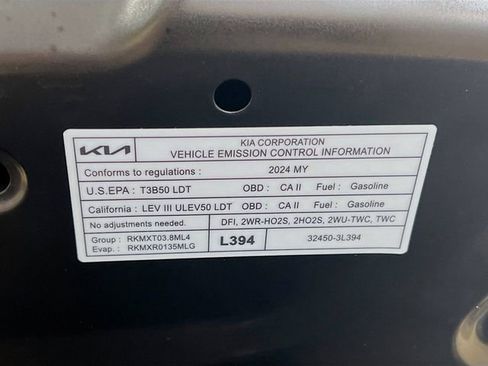 KIA
KIA CORPORATION
VEHICLE EMISSION CONTROL INFORMATION
Conforms to regulations : 2024 MY
U.S.EPA : T3B50 LDT OBD : CA II Fuel : Gasoline
California : LEV III ULEV50 LDT OBD : CA II Fuel : Gasoline
No adjustments needed. DFI, 2WR-HO2S, 2HO2S, 2WU-TWC, TWC
Group : RKMXT03.8ML4
Evap. : RKMXR0135MLG
L394
32450-3L394